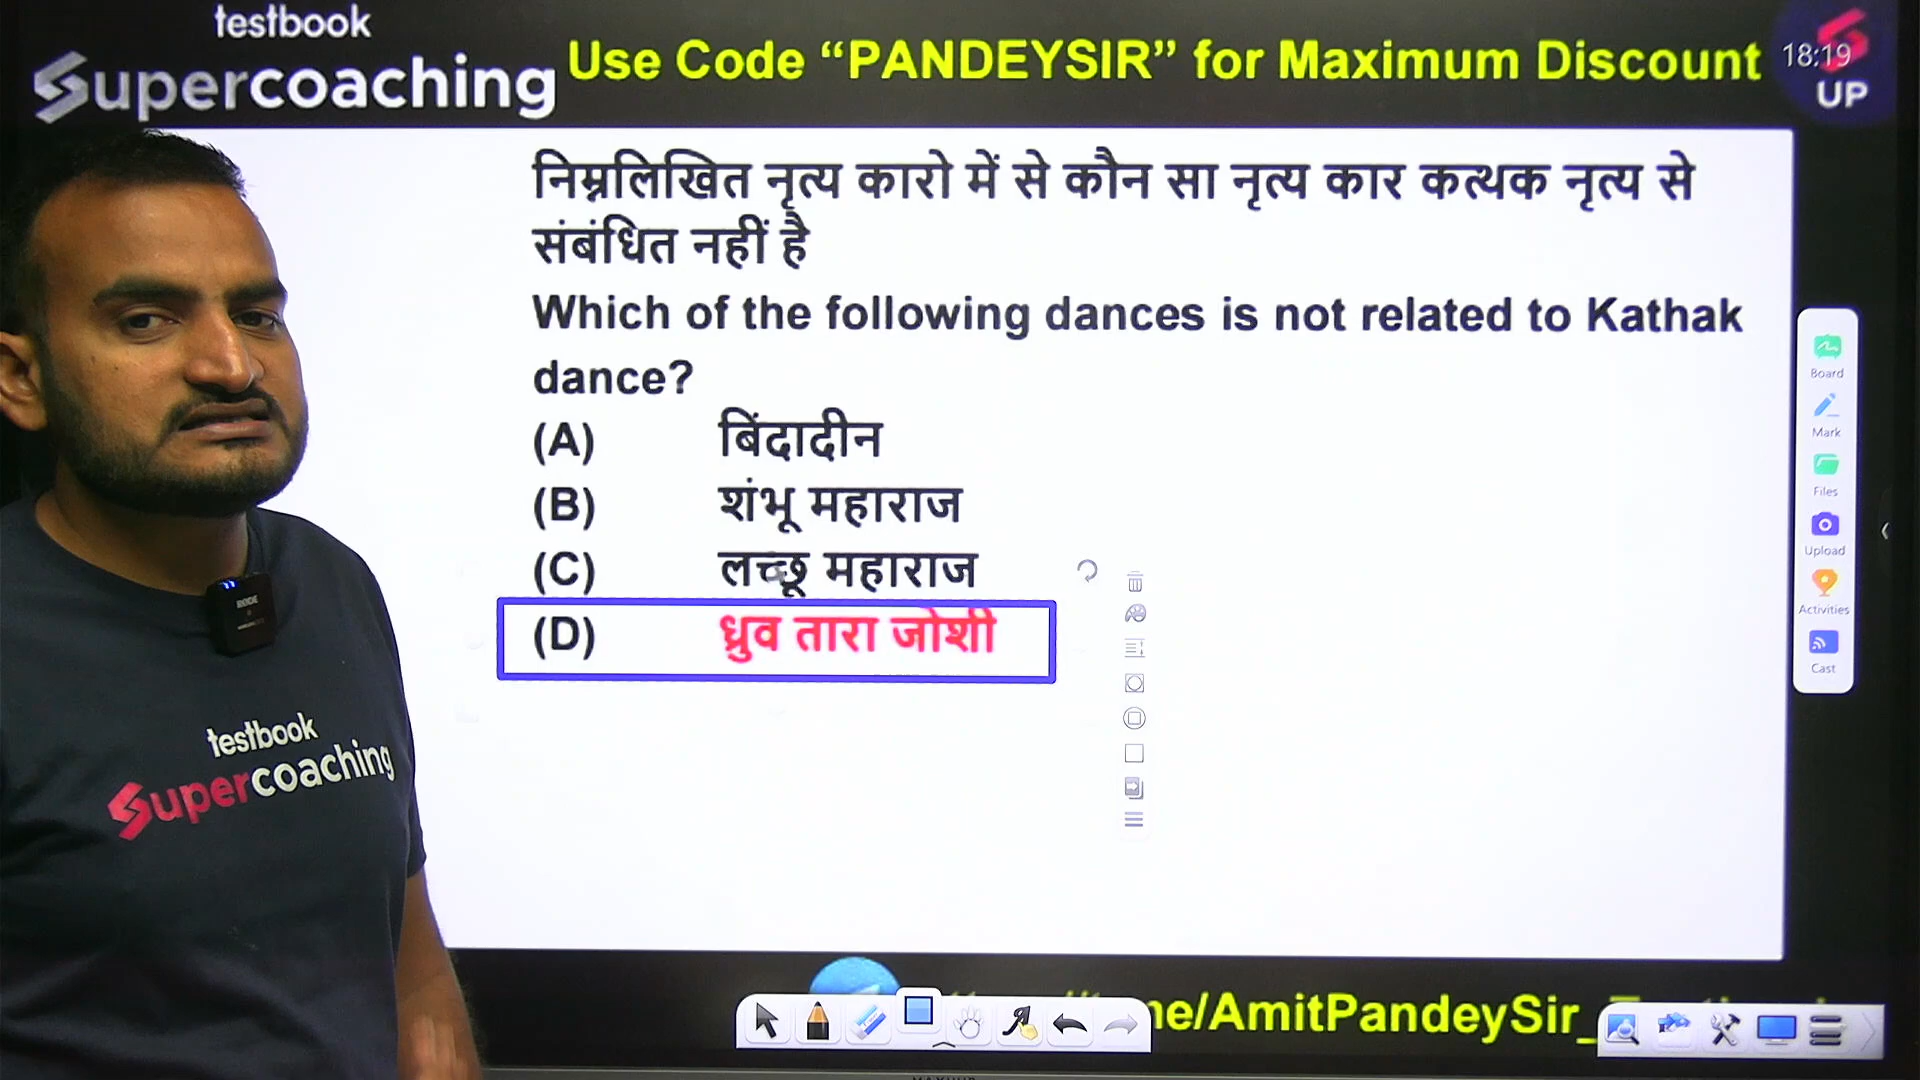 testbook
Supercoaching
Use Code “PANDEYSIR” for Maximum Discount
18:19
UP
निम्नलिखित नृत्य कारो में से कौन सा नृत्य कार कत्थक नृत्य से
संबंधित नहीं है
Which of the following dances is not related to Kathak
dance?
(A) बिंदादीन
(B) शंभू महाराज
(C) लच्छू महाराज
(D) ध्रुव तारा जोशी
Board
Mark
Files
Upload
Activities
Cast
RODE
testbook
Supercoaching
me/AmitPandeySir_